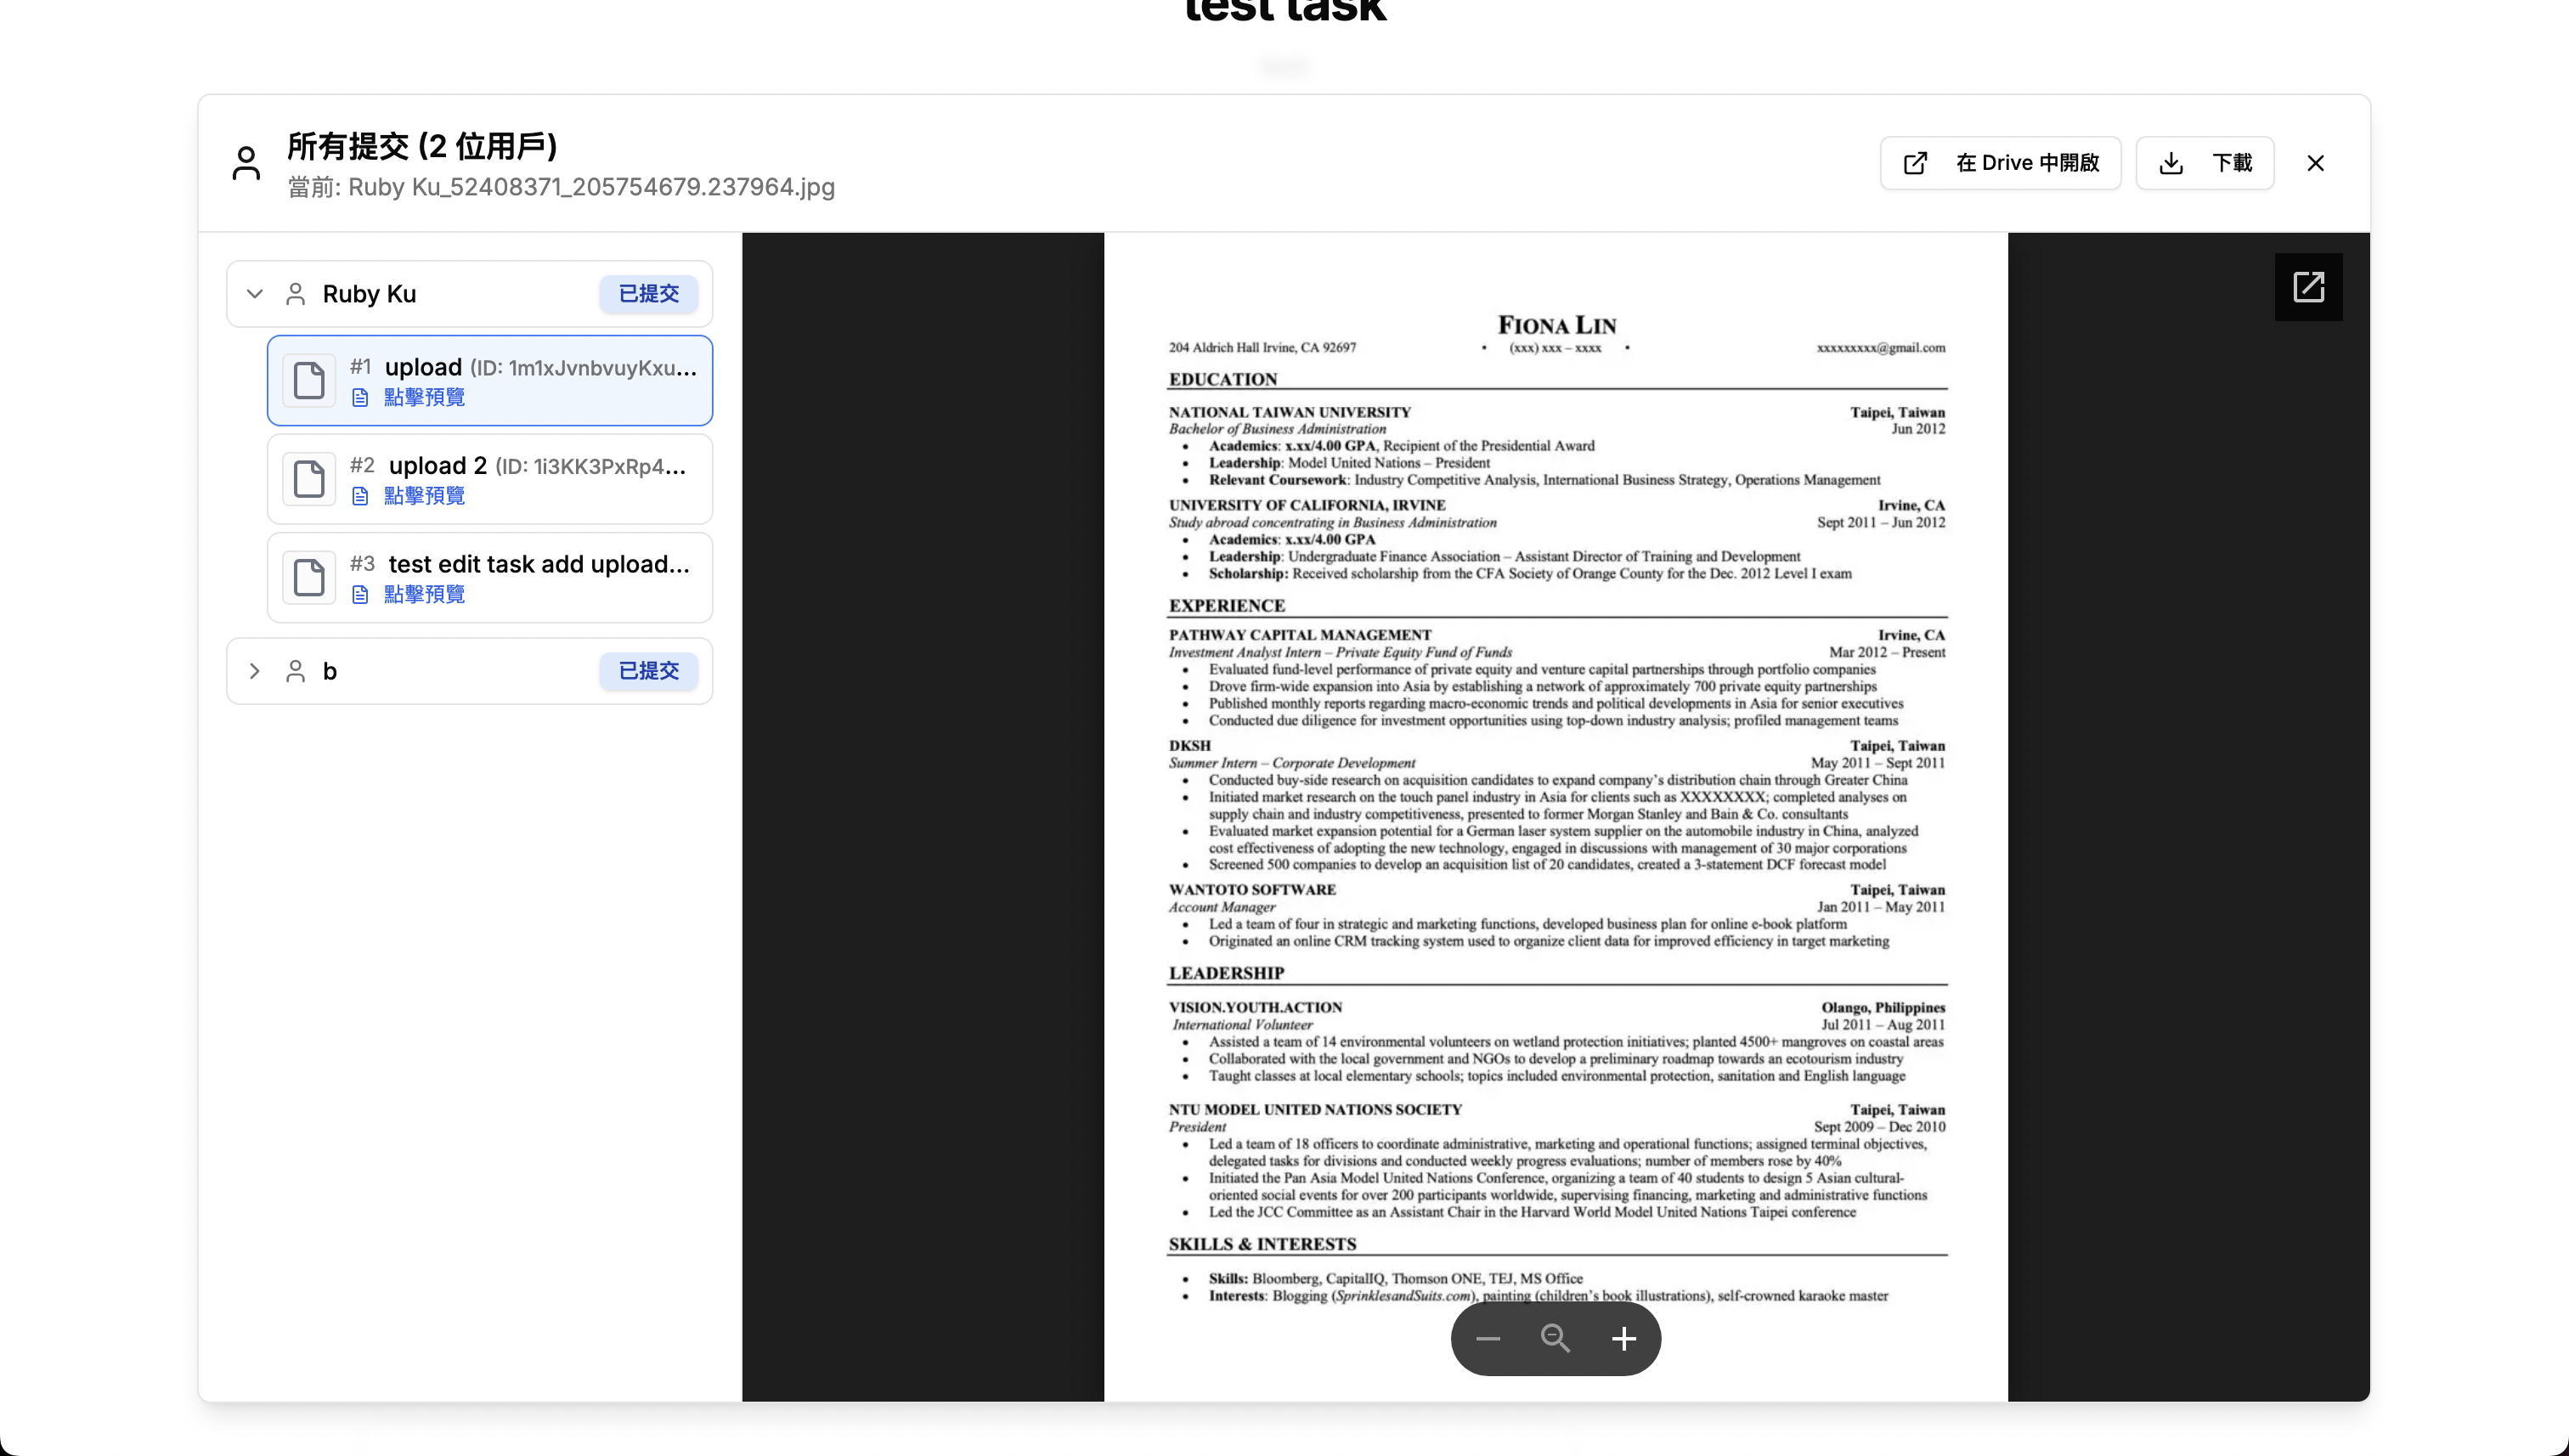 test task
所有提交 (2 位用戶)
當前: Ruby Ku_52408371_205754679.237964.jpg
在 Drive 中開啟
下載
Ruby Ku
已提交
#1 upload (ID: 1m1xJvnbvuyKxu...
點擊預覽
#2 upload 2 (ID: 1i3KK3PxRp4...
點擊預覽
#3 test edit task add upload...
點擊預覽
b
已提交
FIONA LIN
204 Aldrich Hall Irvine, CA 92697 • (xxx) xxx – xxxx • xxxxxxxxx@gmail.com
EDUCATION
NATIONAL TAIWAN UNIVERSITY Taipei, Taiwan
Bachelor of Business Administration Jun 2012
• Academics: x.xx/4.00 GPA, Recipient of the Presidential Award
• Leadership: Model United Nations – President
• Relevant Coursework: Industry Competitive Analysis, International Business Strategy, Operations Management
UNIVERSITY OF CALIFORNIA, IRVINE Irvine, CA
Study abroad concentrating in Business Administration Sept 2011 – Jun 2012
• Academics: x.xx/4.00 GPA
• Leadership: Undergraduate Finance Association – Assistant Director of Training and Development
• Scholarship: Received scholarship from the CFA Society of Orange County for the Dec. 2012 Level I exam
EXPERIENCE
PATHWAY CAPITAL MANAGEMENT Irvine, CA
Investment Analyst Intern – Private Equity Fund of Funds Mar 2012 – Present
• Evaluated fund-level performance of private equity and venture capital partnerships through portfolio companies
• Drove firm-wide expansion into Asia by establishing a network of approximately 700 private equity partnerships
• Published monthly reports regarding macro-economic trends and political developments in Asia for senior executives
• Conducted due diligence for investment opportunities using top-down industry analysis; profiled management teams
DKSH Taipei, Taiwan
Summer Intern – Corporate Development May 2011 – Sept 2011
• Conducted buy-side research on acquisition candidates to expand company's distribution chain through Greater China
• Initiated market research on the touch panel industry in Asia for clients such as XXXXXXXX; completed analyses on
supply chain and industry competitiveness, presented to former Morgan Stanley and Bain & Co. consultants
• Evaluated market expansion potential for a German laser system supplier on the automobile industry in China, analyzed
cost effectiveness of adopting the new technology, engaged in discussions with management of 30 major corporations
• Screened 500 companies to develop an acquisition list of 20 candidates, created a 3-statement DCF forecast model
WANTOTO SOFTWARE Taipei, Taiwan
Account Manager Jan 2011 – May 2011
• Led a team of four in strategic and marketing functions, developed business plan for online e-book platform
• Originated an online CRM tracking system used to organize client data for improved efficiency in target marketing
LEADERSHIP
VISION.YOUTH.ACTION Olango, Philippines
International Volunteer Jul 2011 – Aug 2011
• Assisted a team of 14 environmental volunteers on wetland protection initiatives; planted 4500+ mangroves on coastal areas
• Collaborated with the local government and NGOs to develop a preliminary roadmap towards an ecotourism industry
• Taught classes at local elementary schools; topics included environmental protection, sanitation and English language
NTU MODEL UNITED NATIONS SOCIETY Taipei, Taiwan
President Sept 2009 – Dec 2010
• Led a team of 18 officers to coordinate administrative, marketing and operational functions; assigned terminal objectives,
delegated tasks for divisions and conducted weekly progress evaluations; number of members rose by 40%
• Initiated the Pan Asia Model United Nations Conference, organizing a team of 40 students to design 5 Asian cultural-
oriented social events for over 200 participants worldwide, supervising financing, marketing and administrative functions
• Led the JCC Committee as an Assistant Chair in the Harvard World Model United Nations Taipei conference
SKILLS & INTERESTS
• Skills: Bloomberg, CapitalIQ, Thomson ONE, TEJ, MS Office
• Interests: Blogging (SprinklesandSuits.com), painting (children's book illustrations), self-crowned karaoke master